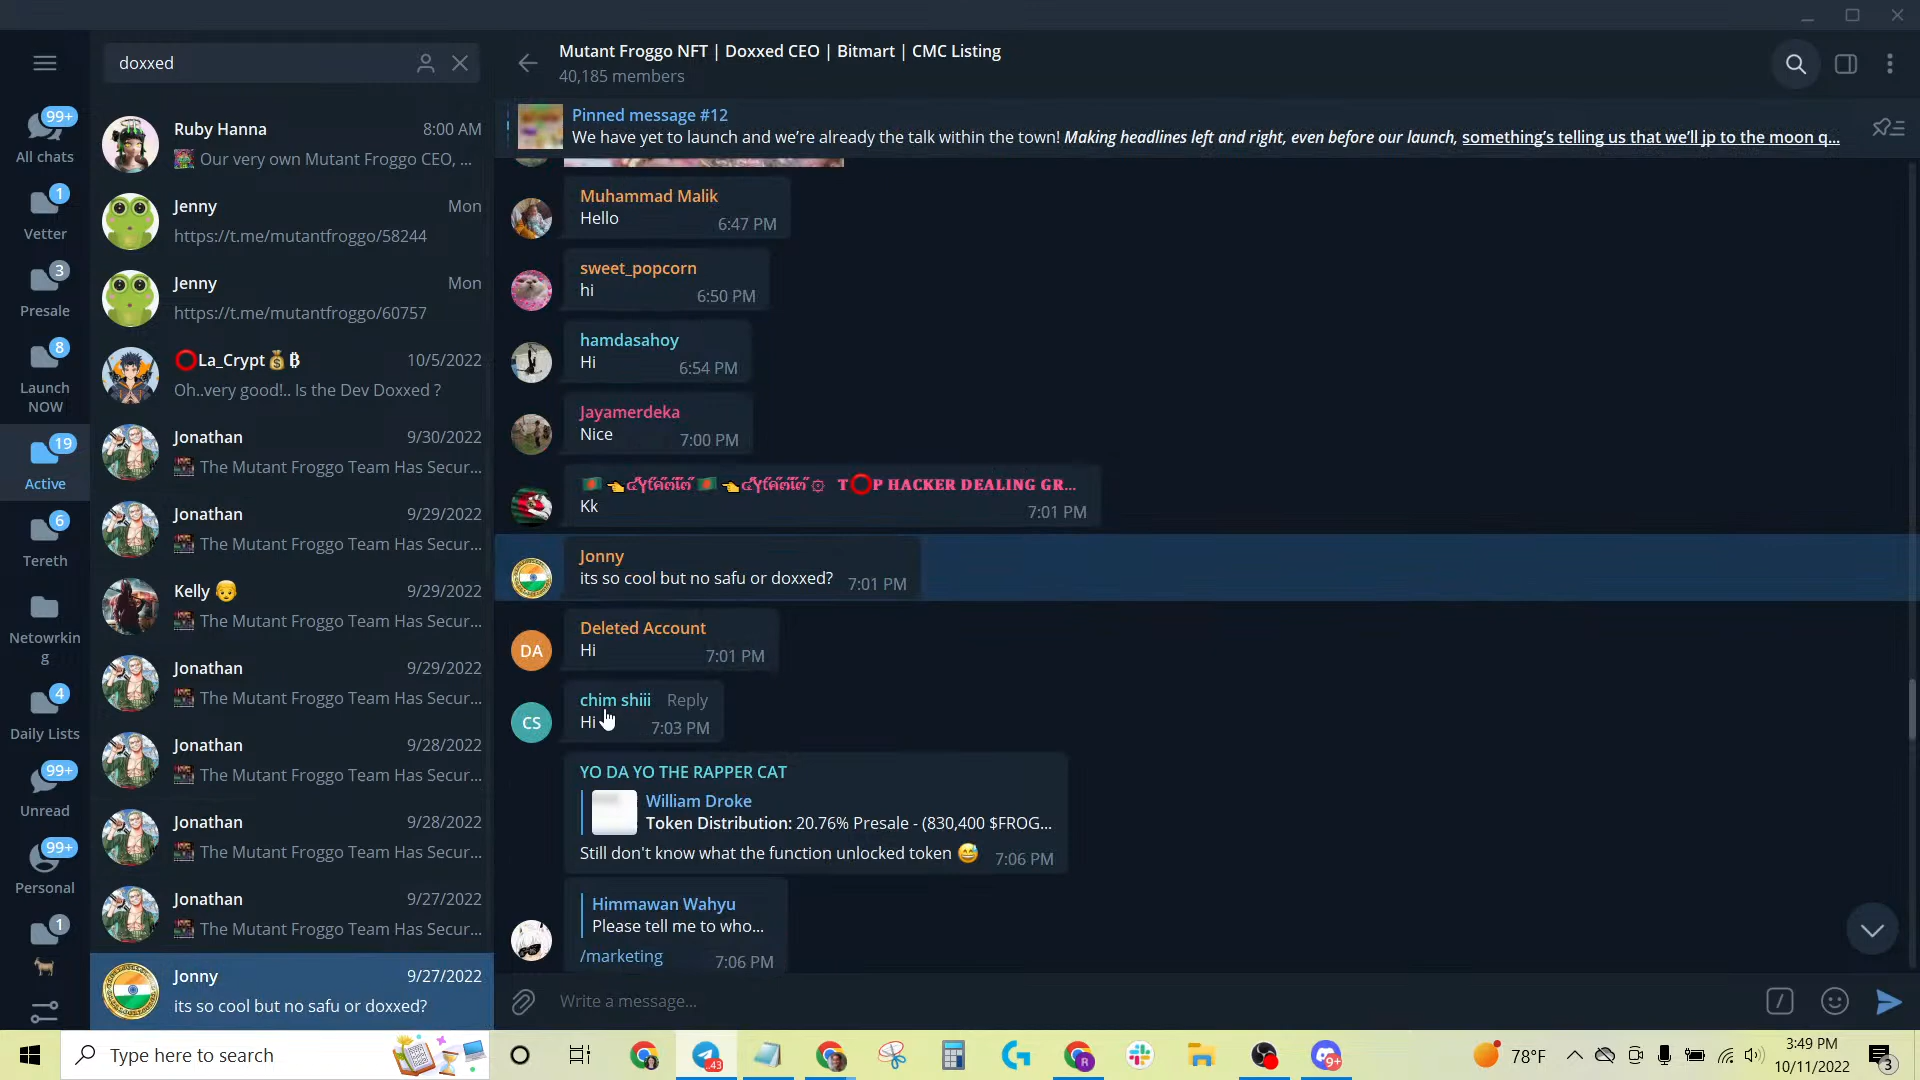 doxxed
99+
All chats
1
Vetter
3
Presale
8
Launch
NOW
19
Active
6
Tereth
Netowrkin
g
4
Daily Lists
99+
Unread
99+
Personal
1
Ruby Hanna 8:00 AM
Our very own Mutant Froggo CEO, ...
Jenny Mon
https://t.me/mutantfroggo/58244
Jenny Mon
https://t.me/mutantfroggo/60757
⭕La_Crypt💰₿ 10/5/2022
Oh..very good!.. Is the Dev Doxxed ?
Jonathan 9/30/2022
The Mutant Froggo Team Has Secur...
Jonathan 9/29/2022
The Mutant Froggo Team Has Secur...
Kelly 👴 9/29/2022
The Mutant Froggo Team Has Secur...
Jonathan 9/29/2022
The Mutant Froggo Team Has Secur...
Jonathan 9/28/2022
The Mutant Froggo Team Has Secur...
Jonathan 9/28/2022
The Mutant Froggo Team Has Secur...
Jonathan 9/27/2022
The Mutant Froggo Team Has Secur...
Jonny 9/27/2022
its so cool but no safu or doxxed?
Mutant Froggo NFT | Doxxed CEO | Bitmart | CMC Listing
40,185 members
Pinned message #12
We have yet to launch and we're already the talk within the town! Making headlines left and right, even before our launch, something's telling us that we'll jp to the moon q...
Muhammad Malik
Hello 6:47 PM
sweet_popcorn
hi 6:50 PM
hamdasahoy
Hi 6:54 PM
Jayamerdeka
Nice 7:00 PM
T⭕P HACKER DEALING GR...
Kk 7:01 PM
Jonny
its so cool but no safu or doxxed? 7:01 PM
DA
Deleted Account
Hi 7:01 PM
CS
chim shiii Reply
Hi 7:03 PM
YO DA YO THE RAPPER CAT
William Droke
Token Distribution: 20.76% Presale - (830,400 $FROG...
Still don't know what the function unlocked token 😅 7:06 PM
Himmawan Wahyu
Please tell me to who...
/marketing 7:06 PM
Write a message...
Type here to search
.43
R
9+
78°F
3:49 PM
10/11/2022
3